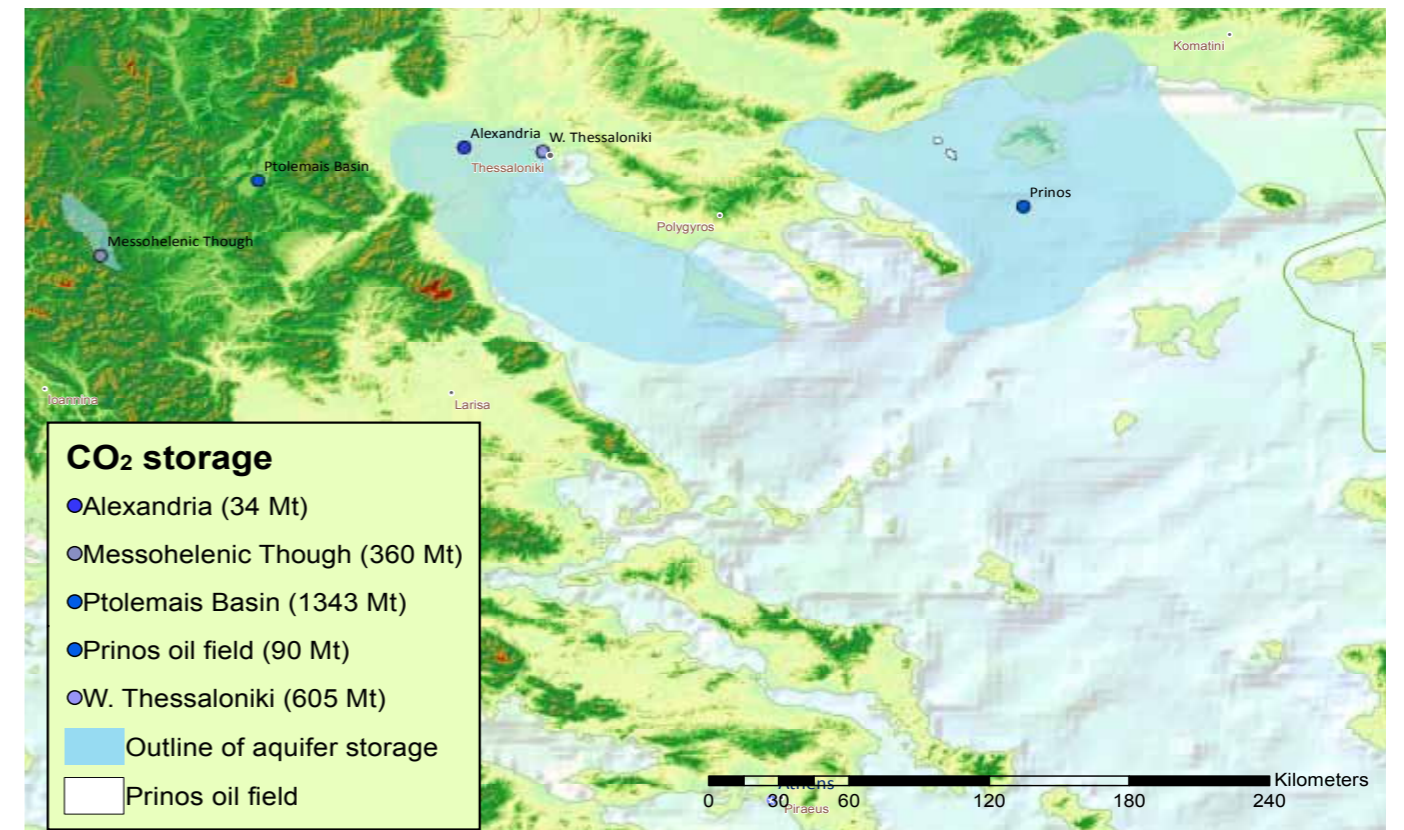 Komatini
Alexandria
W. Thessaloniki
Thessaloniki
Ptolemais Basin
Prinos
Polygyros
Messohelenic Though
Ioannina
Larisa
CO₂ storage
Alexandria (34 Mt)
Messohelenic Though (360 Mt)
Ptolemais Basin (1343 Mt)
Prinos oil field (90 Mt)
W. Thessaloniki (605 Mt)
Outline of aquifer storage
Prinos oil field
Kilometers
Athens
0 30 60 120 180 240
Piraeus